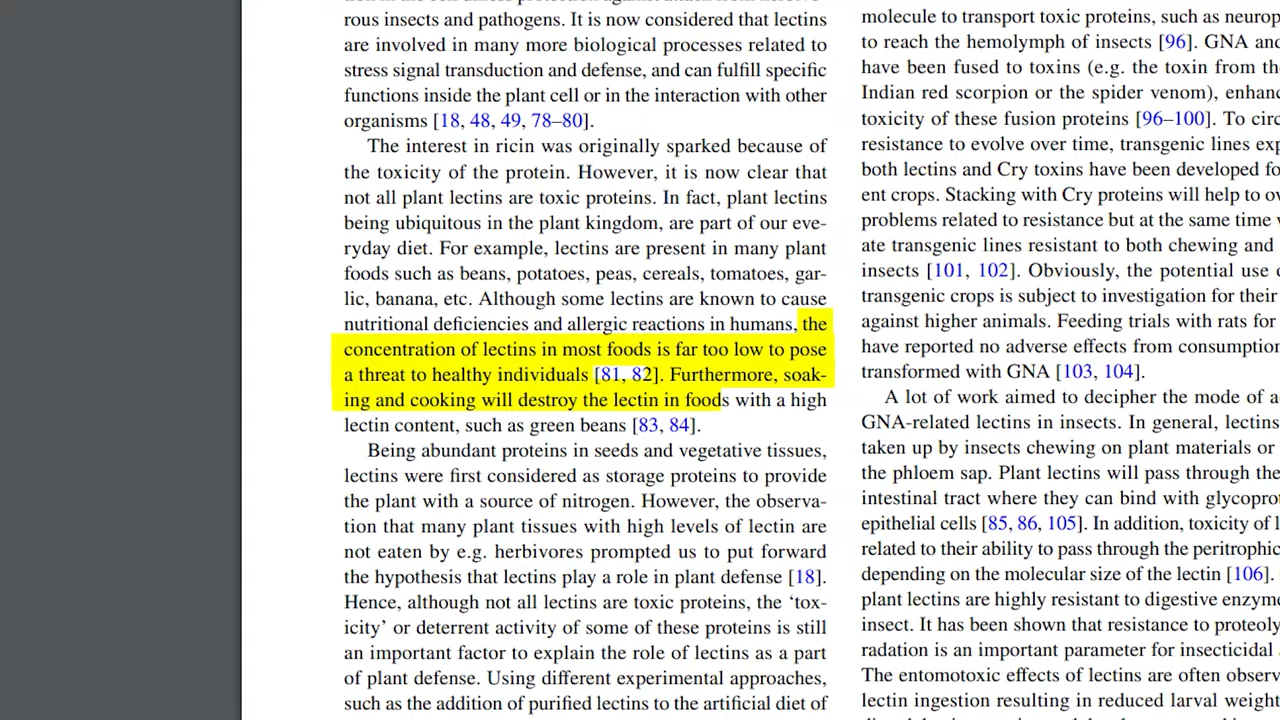 rous insects and pathogens. It is now considered that lectins
are involved in many more biological processes related to
stress signal transduction and defense, and can fulfill specific
functions inside the plant cell or in the interaction with other
organisms [18, 48, 49, 78–80].
The interest in ricin was originally sparked because of
the toxicity of the protein. However, it is now clear that
not all plant lectins are toxic proteins. In fact, plant lectins
being ubiquitous in the plant kingdom, are part of our eve-
ryday diet. For example, lectins are present in many plant
foods such as beans, potatoes, peas, cereals, tomatoes, gar-
lic, banana, etc. Although some lectins are known to cause
nutritional deficiencies and allergic reactions in humans, the
concentration of lectins in most foods is far too low to pose
a threat to healthy individuals [81, 82]. Furthermore, soak-
ing and cooking will destroy the lectin in foods with a high
lectin content, such as green beans [83, 84].
Being abundant proteins in seeds and vegetative tissues,
lectins were first considered as storage proteins to provide
the plant with a source of nitrogen. However, the observa-
tion that many plant tissues with high levels of lectin are
not eaten by e.g. herbivores prompted us to put forward
the hypothesis that lectins play a role in plant defense [18].
Hence, although not all lectins are toxic proteins, the ‘tox-
icity’ or deterrent activity of some of these proteins is still
an important factor to explain the role of lectins as a part
of plant defense. Using different experimental approaches,
such as the addition of purified lectins to the artificial diet of
molecule to transport toxic proteins, such as neurop
to reach the hemolymph of insects [96]. GNA and
have been fused to toxins (e.g. the toxin from th
Indian red scorpion or the spider venom), enhanc
toxicity of these fusion proteins [96–100]. To circ
resistance to evolve over time, transgenic lines exp
both lectins and Cry toxins have been developed fo
ent crops. Stacking with Cry proteins will help to ov
problems related to resistance but at the same time
ate transgenic lines resistant to both chewing and
insects [101, 102]. Obviously, the potential use
transgenic crops is subject to investigation for their
against higher animals. Feeding trials with rats for
have reported no adverse effects from consumption
transformed with GNA [103, 104].
A lot of work aimed to decipher the mode of a
GNA-related lectins in insects. In general, lectins
taken up by insects chewing on plant materials or
the phloem sap. Plant lectins will pass through the
intestinal tract where they can bind with glycopro
epithelial cells [85, 86, 105]. In addition, toxicity of l
related to their ability to pass through the peritrophic
depending on the molecular size of the lectin [106].
plant lectins are highly resistant to digestive enzyme
insect. It has been shown that resistance to proteoly
radation is an important parameter for insecticidal
The entomotoxic effects of lectins are often observ
lectin ingestion resulting in reduced larval weight